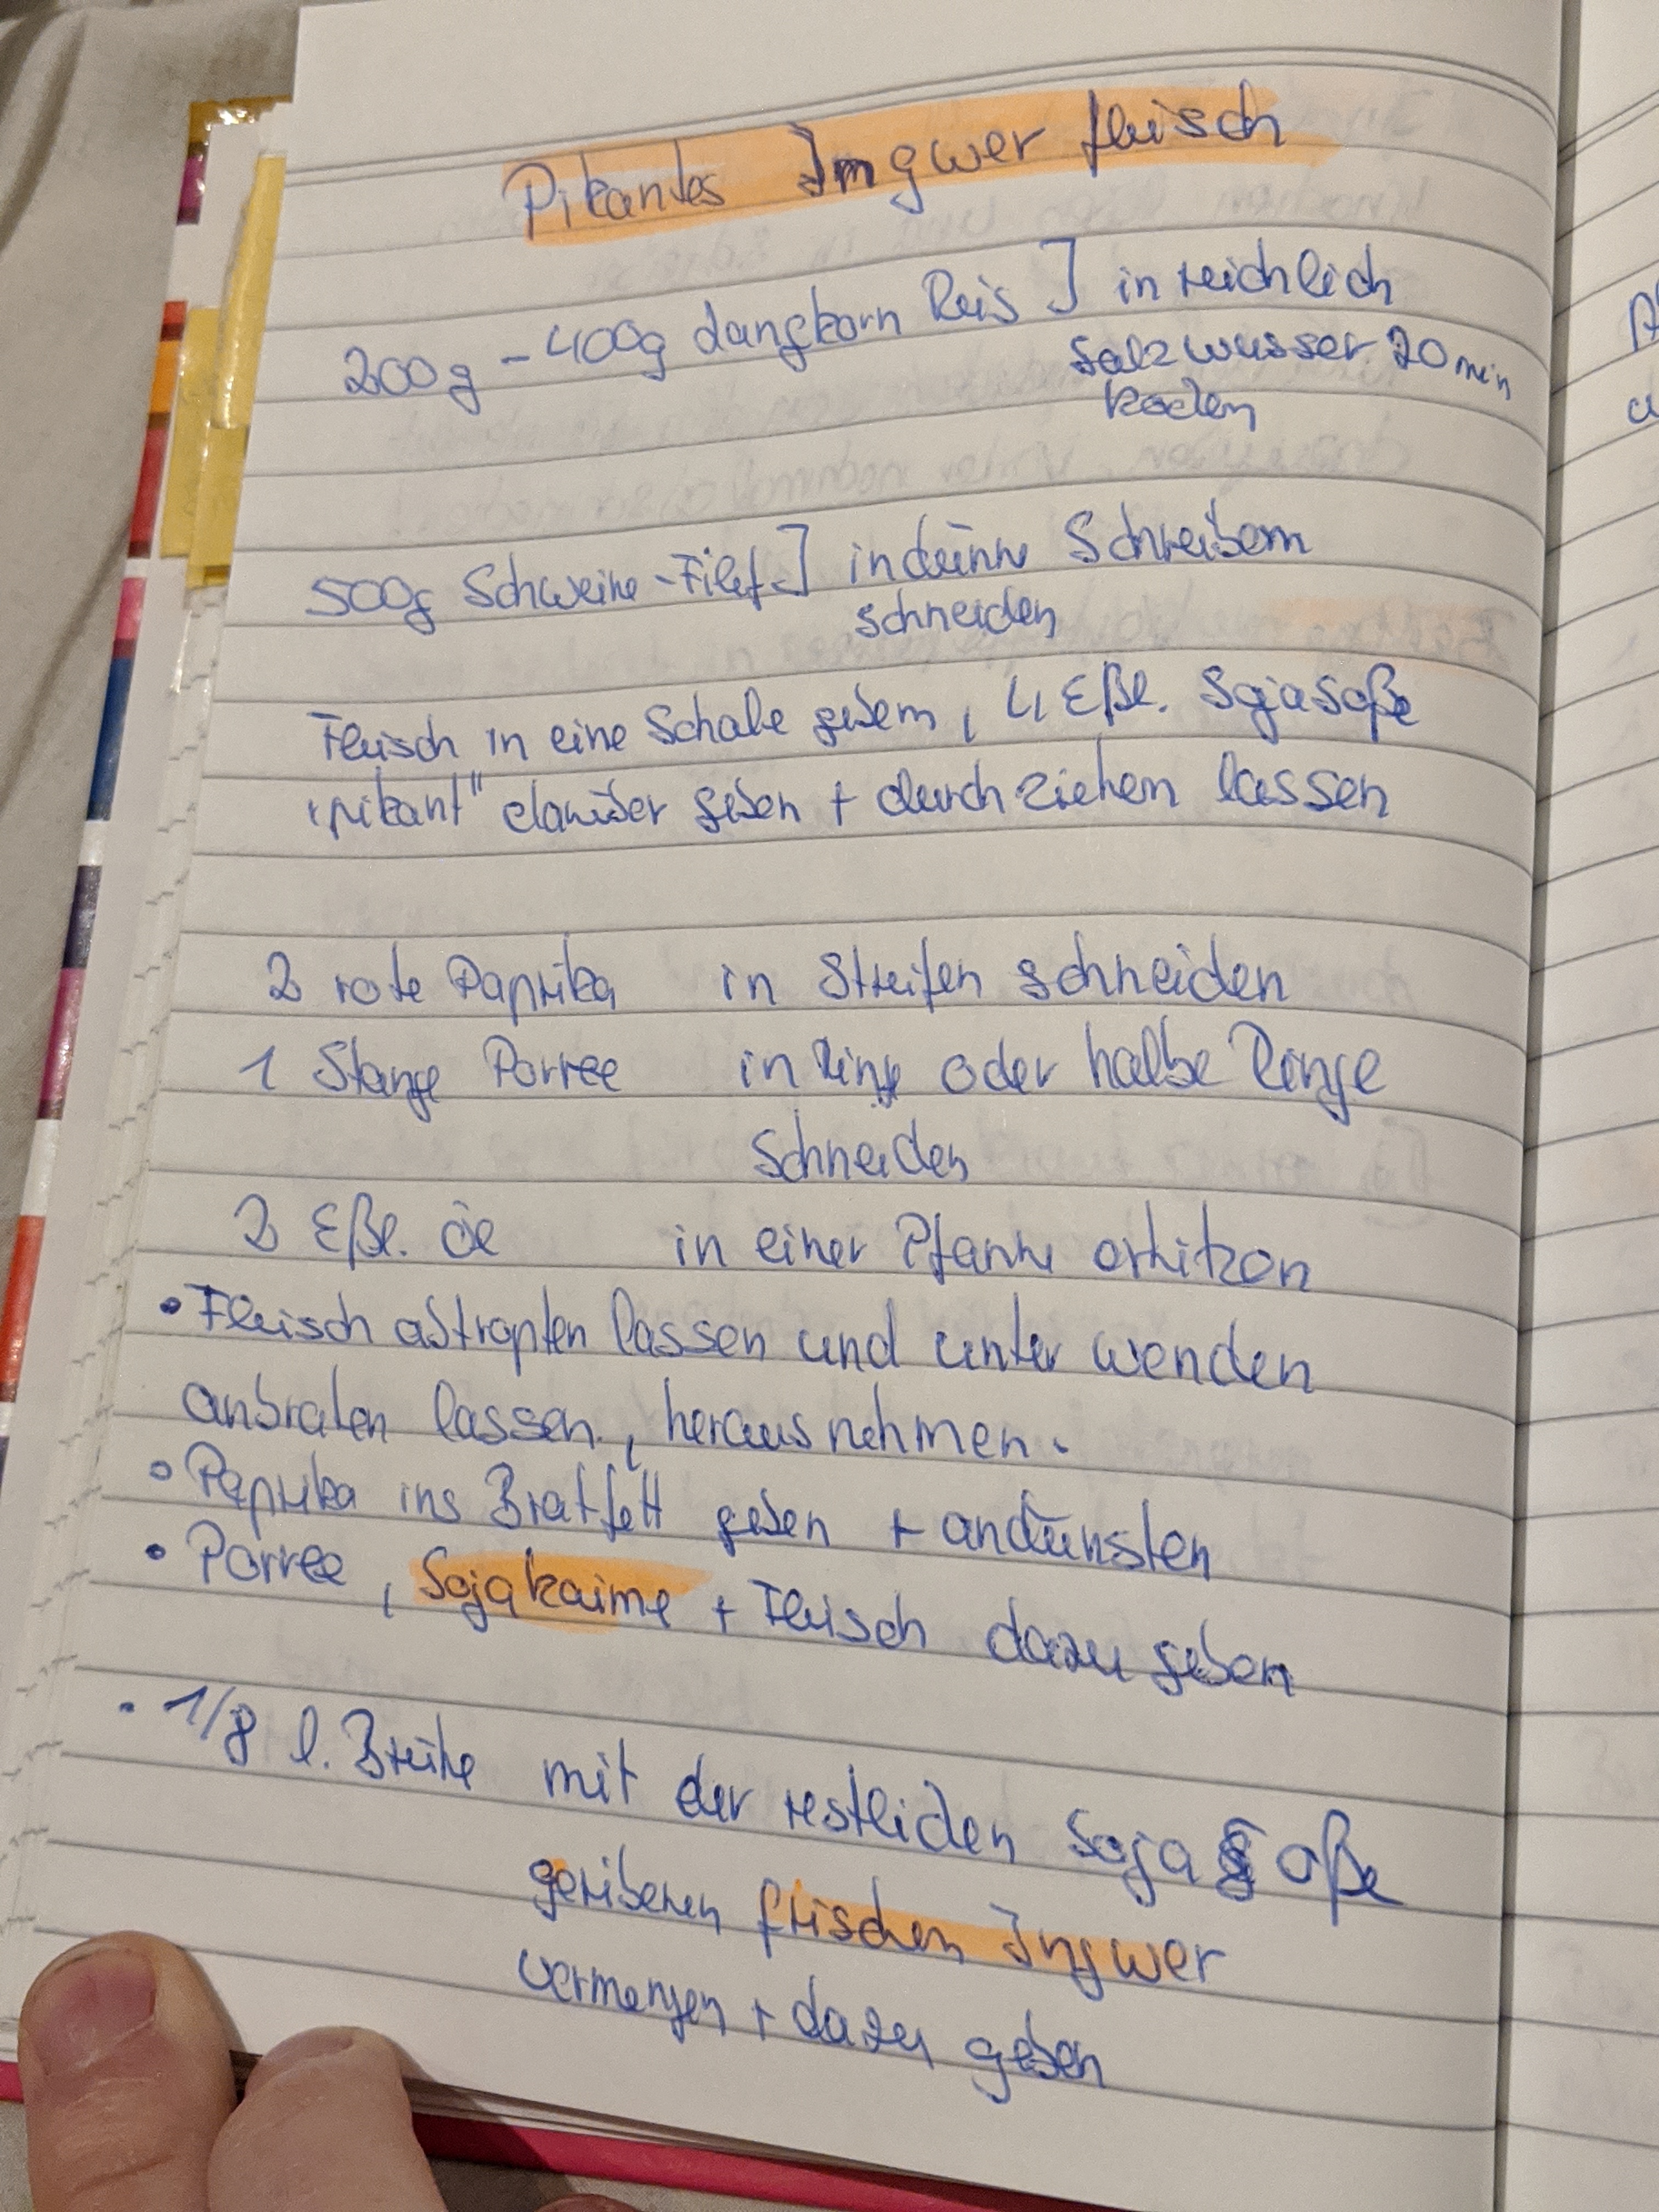 Pikantes Ingwerfleisch
200g - 400g Langkorn Reis ] in reichlich
Salzwasser 20 min
kochen
500g Schweine-Filet ] in dünne Schreiben
schneiden
Fleisch in eine Schale geben, 4 Eßl. Sojasoße
"pikant" darüber geben + durchziehen lassen
2 rote Paprika in Streifen schneiden
1 Stange Porree in Ringe oder halbe Ringe
schneiden
2 Eßl. Öl in einer Pfanne erhitzen
• Fleisch abtropfen lassen und unter wenden
anbraten lassen, herausnehmen.
• Paprika ins Bratfett geben + andünsten
• Porree, Sojakeime + Fleisch dazu geben
• 1/8 l. Brühe mit der restlichen Soja Soße
geriebenen frischen Ingwer
vermengen + dazu geben